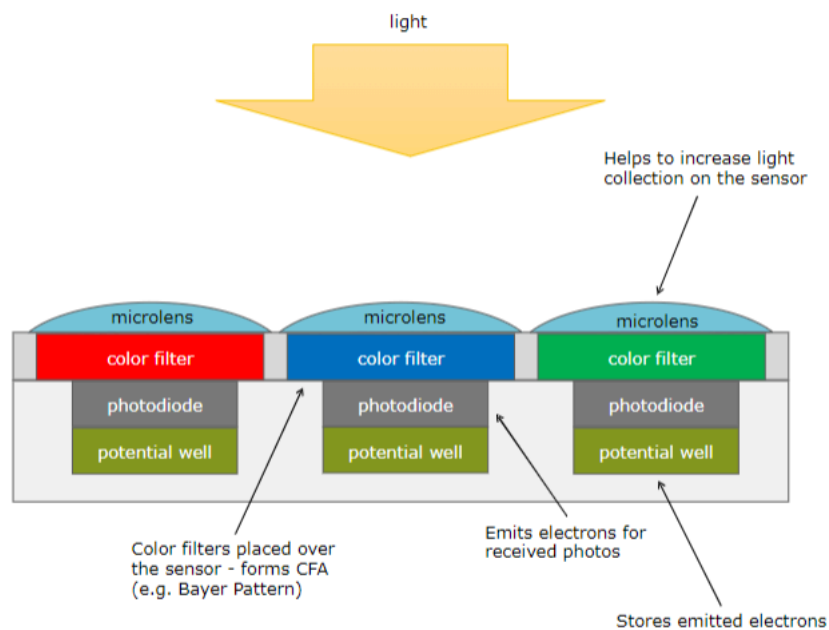 light
Helps to increase light
collection on the sensor
microlens
microlens
microlens
color filter
color filter
color filter
photodiode
photodiode
photodiode
potential well
potential well
potential well
Color filters placed over
the sensor - forms CFA
(e.g. Bayer Pattern)
Emits electrons for
received photos
Stores emitted electrons